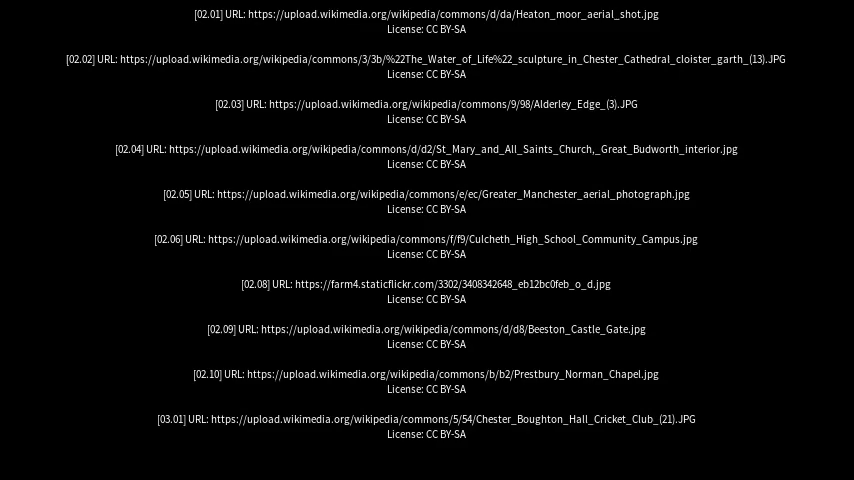 [02.01] URL: https://upload.wikimedia.org/wikipedia/commons/d/da/Heaton_moor_aerial_shot.jpg
License: CC BY-SA
[02.02] URL: https://upload.wikimedia.org/wikipedia/commons/3/3b/%22The_Water_of_Life%22_sculpture_in_Chester_Cathedral_cloister_garth_(13).JPG
License: CC BY-SA
[02.03] URL: https://upload.wikimedia.org/wikipedia/commons/9/98/Alderley_Edge_(3).JPG
License: CC BY-SA
[02.04] URL: https://upload.wikimedia.org/wikipedia/commons/d/d2/St_Mary_and_All_Saints_Church,_Great_Budworth_interior.jpg
License: CC BY-SA
[02.05] URL: https://upload.wikimedia.org/wikipedia/commons/e/ec/Greater_Manchester_aerial_photograph.jpg
License: CC BY-SA
[02.06] URL: https://upload.wikimedia.org/wikipedia/commons/f/f9/Culcheth_High_School_Community_Campus.jpg
License: CC BY-SA
[02.08] URL: https://farm4.staticflickr.com/3302/3408342648_eb12bc0feb_o_d.jpg
License: CC BY-SA
[02.09] URL: https://upload.wikimedia.org/wikipedia/commons/d/d8/Beeston_Castle_Gate.jpg
License: CC BY-SA
[02.10] URL: https://upload.wikimedia.org/wikipedia/commons/b/b2/Prestbury_Norman_Chapel.jpg
License: CC BY-SA
[03.01] URL: https://upload.wikimedia.org/wikipedia/commons/5/54/Chester_Boughton_Hall_Cricket_Club_(21).JPG
License: CC BY-SA